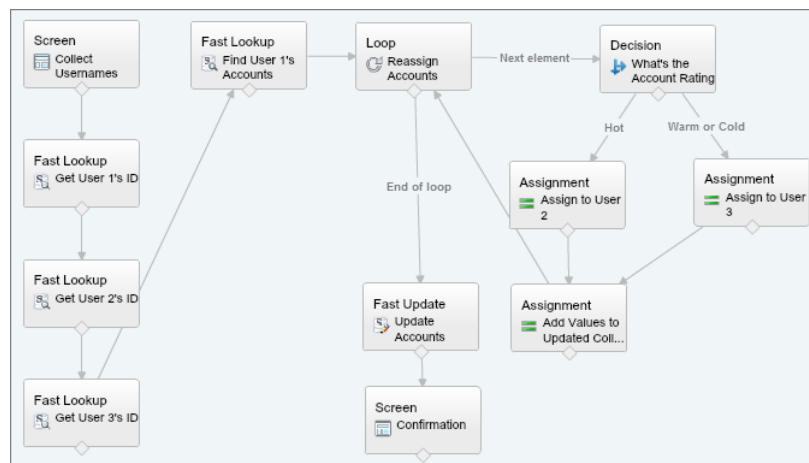 Screen
Collect
Usernames
Fast Lookup
Get User 1's ID
Fast Lookup
Get User 2's ID
Fast Lookup
Get User 3's ID
Fast Lookup
Find User 1's
Accounts
Loop
Reassign
Accounts
Next element
Decision
What's the
Account Rating
Hot
Warm or Cold
Assignment
Assign to User
2
Assignment
Assign to User
3
Assignment
Add Values to
Updated Coll...
End of loop
Fast Update
Update
Accounts
Screen
Confirmation